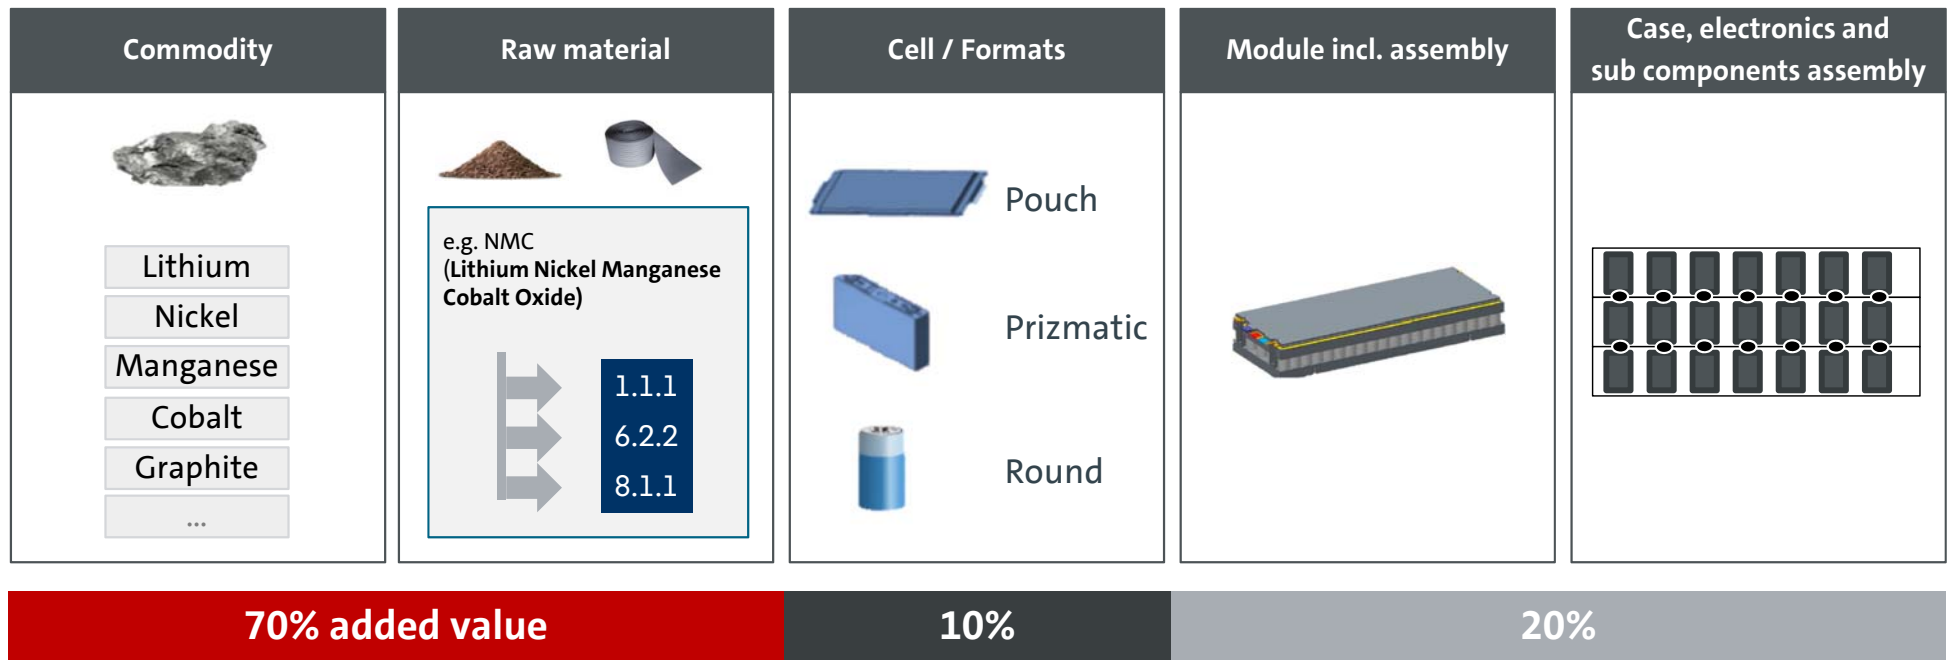 Commodity
Lithium
Nickel
Manganese
Cobalt
Graphite
...
Raw material
e.g. NMC
(Lithium Nickel Manganese
Cobalt Oxide)
1.1.1
6.2.2
8.1.1
Cell / Formats
Pouch
Prizmatic
Round
Module incl. assembly
Case, electronics and
sub components assembly
70% added value
10%
20%